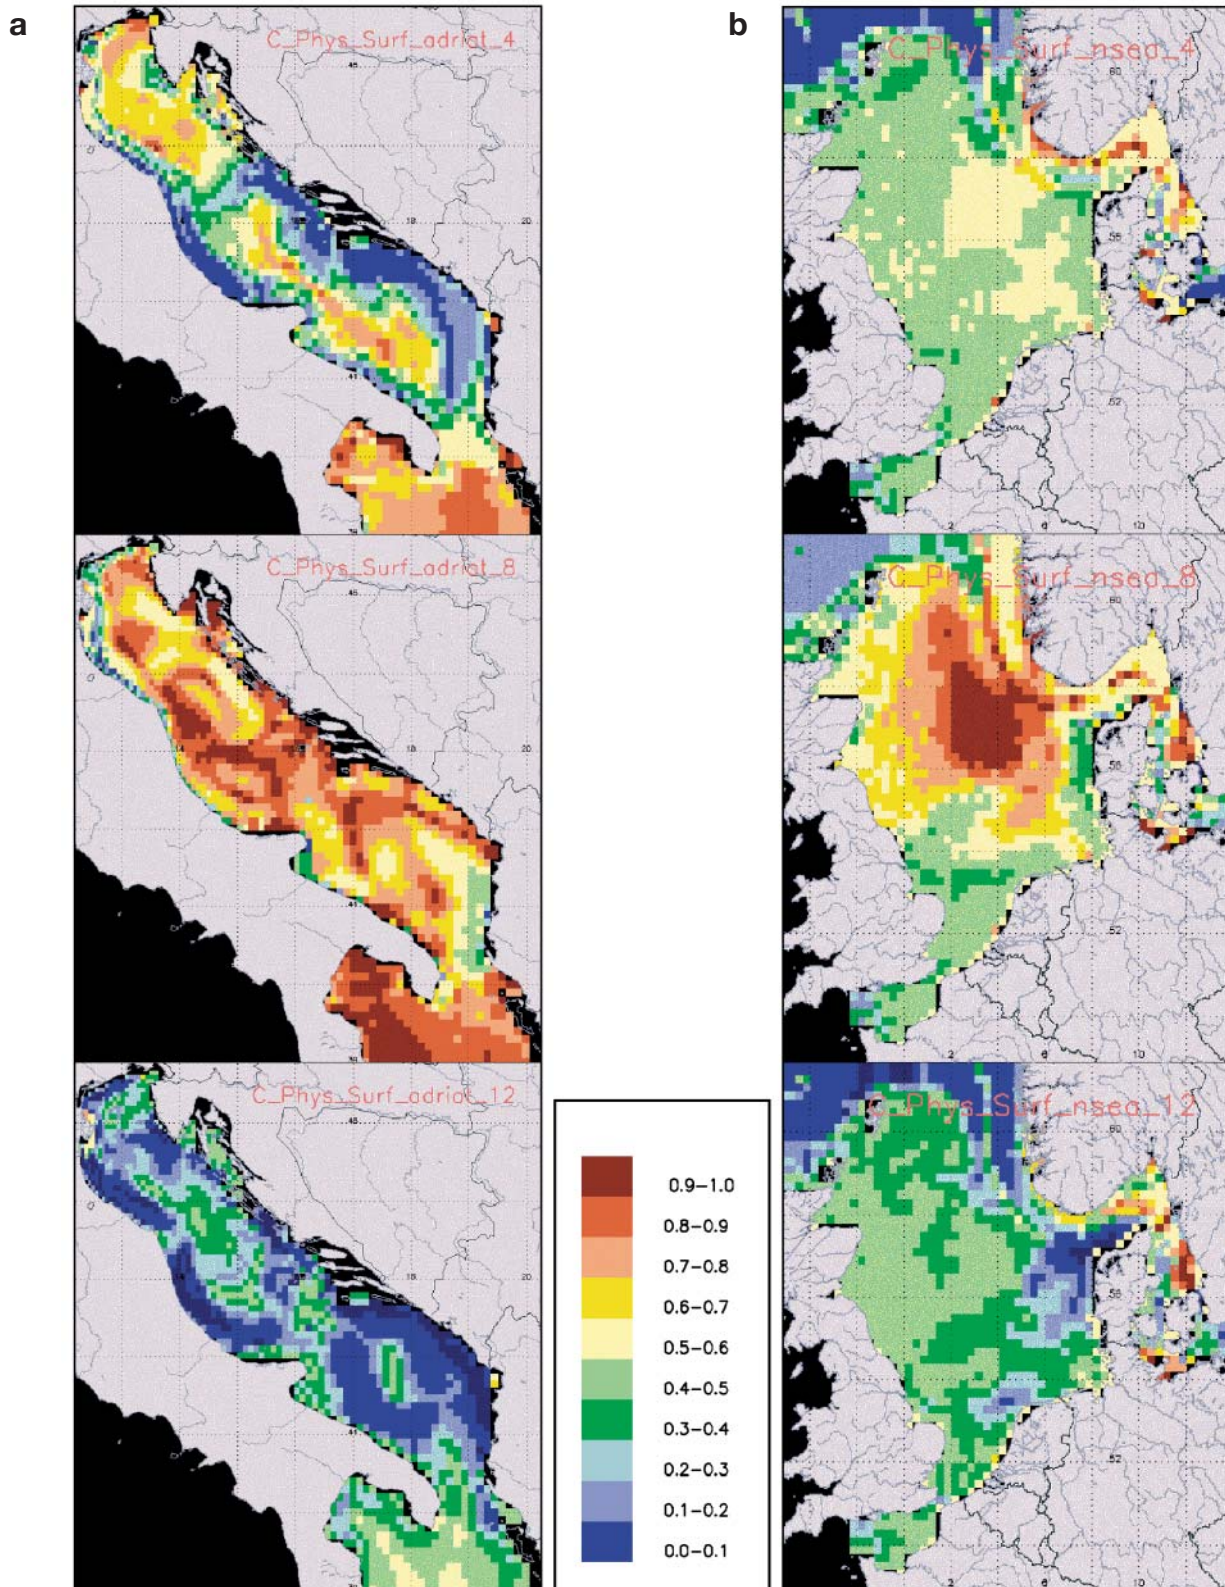 a
b
C_Phys_Surf_adriat_4
C_Phys_Surf_nsea_4
C_Phys_Surf_adriat_8
C_Phys_Surf_nsea_8
C_Phys_Surf_adriat_12
C_Phys_Surf_nsea_12
0.9–1.0
0.8–0.9
0.7–0.8
0.6–0.7
0.5–0.6
0.4–0.5
0.3–0.4
0.2–0.3
0.1–0.2
0.0–0.1